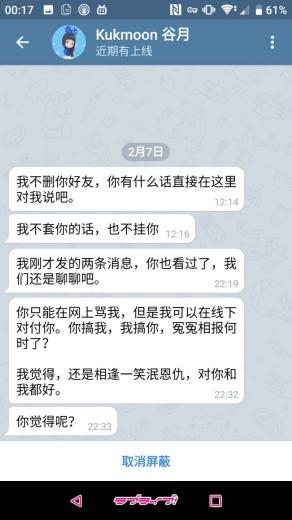 00:17
61%
Kukmoon 谷月
近期有上线
2月7日
我不删你好友，你有什么话直接在这里
对我说吧。
12:14
我不套你的话，也不挂你 12:16
我刚才发的两条消息，你也看过了，我
们还是聊聊吧。
22:19
你只能在网上骂我，但是我可以在线下
对付你。你搞我，我搞你，冤冤相报何
时了？
我觉得，还是相逢一笑泯恩仇，对你和
我都好。
22:32
你觉得呢？ 22:33
取消屏蔽
ラブライブ!